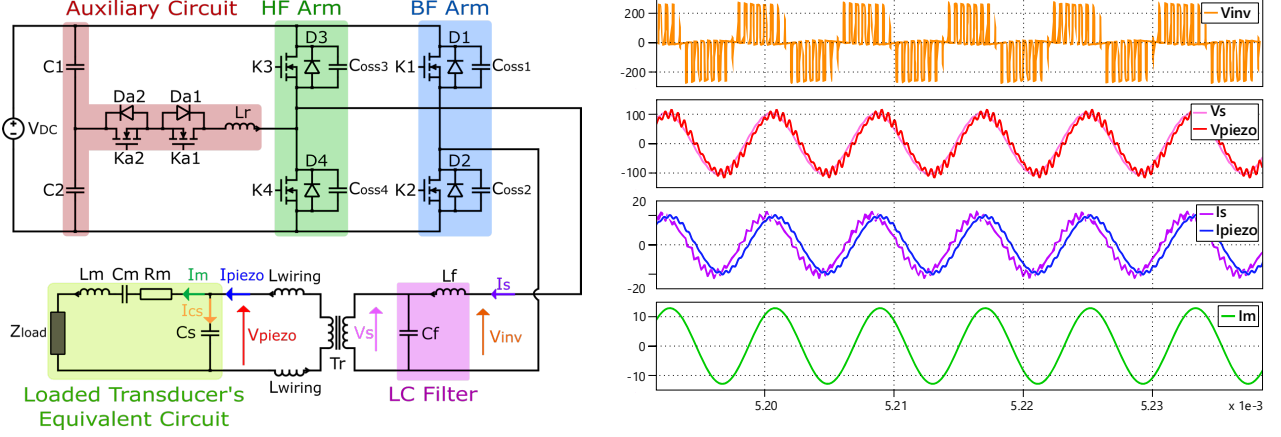 Auxiliary Circuit
HF Arm
BF Arm
C1
Da2
Da1
Lr
Ka2
Ka1
VDC
C2
K3
D3
Coss3
K4
D4
Coss4
K1
D1
Coss1
K2
D2
Coss2
Lm
Cm
Rm
Im
Ipiezo
Lwiring
Ics
Zload
Cs
Vpiezo
Lwiring
Tr
Vs
Cf
Lf
Is
Vinv
Loaded Transducer's
Equivalent Circuit
LC Filter
200
0
-200
Vinv
100
0
-100
Vs
Vpiezo
20
0
-20
Is
Ipiezo
10
0
-10
Im
5.20
5.21
5.22
5.23
x 1e-3